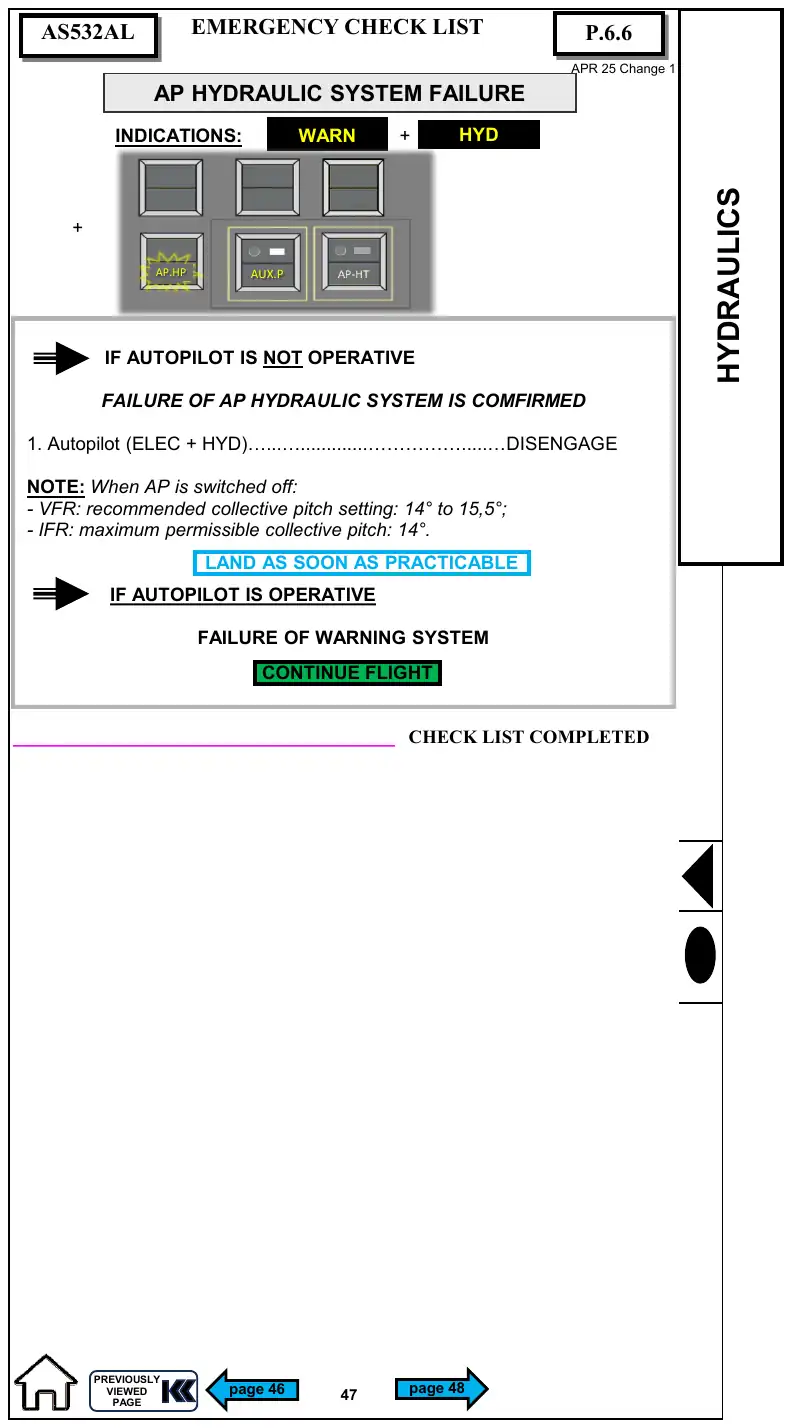 AS532AL
EMERGENCY CHECK LIST
P.6.6
APR 25 Change 1
AP HYDRAULIC SYSTEM FAILURE
INDICATIONS: WARN + HYD
+
AP.HP AUX.P AP-HT
HYDRAULICS
IF AUTOPILOT IS NOT OPERATIVE
FAILURE OF AP HYDRAULIC SYSTEM IS COMFIRMED
1. Autopilot (ELEC + HYD)…..…............…………….....…DISENGAGE
NOTE: When AP is switched off:
- VFR: recommended collective pitch setting: 14° to 15,5°;
- IFR: maximum permissible collective pitch: 14°.
LAND AS SOON AS PRACTICABLE
IF AUTOPILOT IS OPERATIVE
FAILURE OF WARNING SYSTEM
CONTINUE FLIGHT
CHECK LIST COMPLETED
PREVIOUSLY
VIEWED
PAGE
page 46
47
page 48